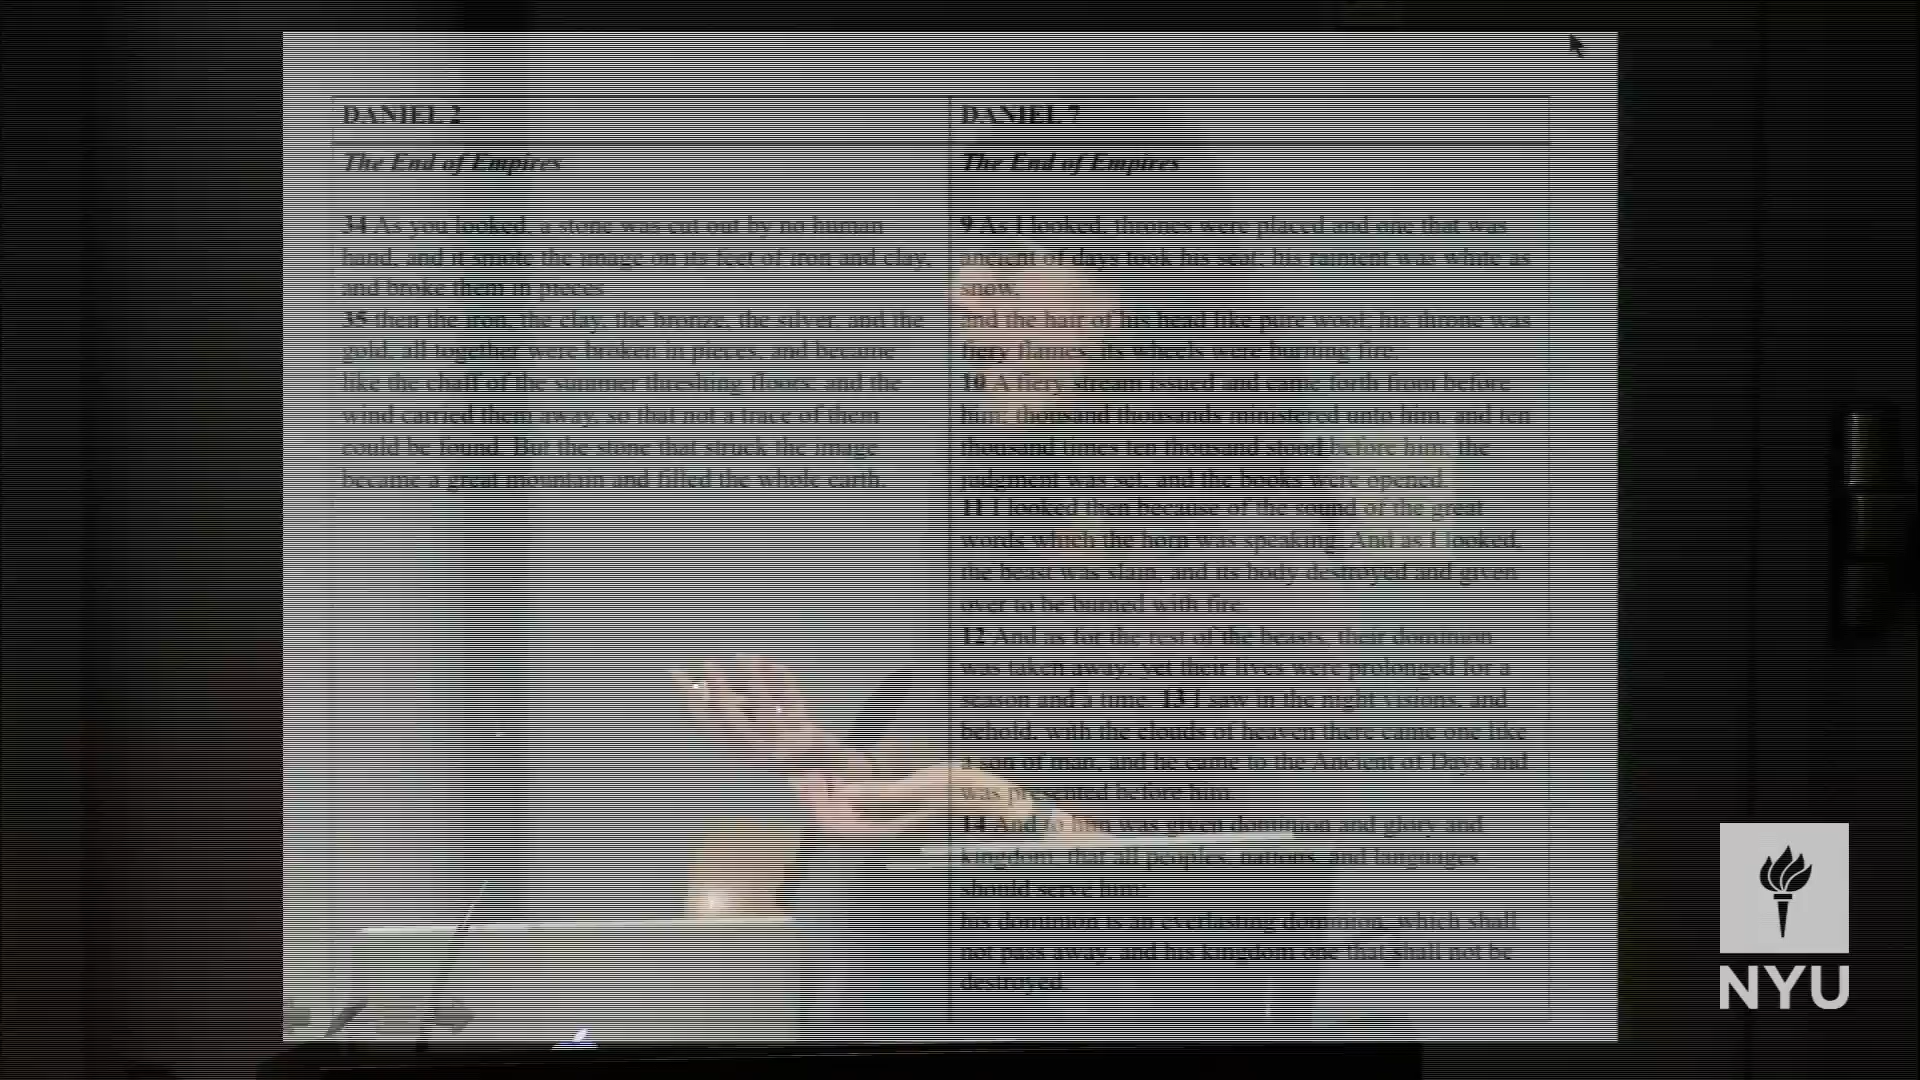 DANIEL 2
The End of Empires
34 As you looked, a stone was cut out by no human
hand, and it smote the image on its feet of iron and clay,
and broke them in pieces
35 then the iron, the clay, the bronze, the silver, and the
gold, all together were broken in pieces, and became
like the chaff of the summer threshing floors; and the
wind carried them away, so that not a trace of them
could be found. But the stone that struck the image
became a great mountain and filled the whole earth.
DANIEL 7
The End of Empires
9 As I looked, thrones were placed and one that was
ancient of days took his seat; his raiment was white as
snow,
and the hair of his head like pure wool; his throne was
fiery flames, its wheels were burning fire.
10 A fiery stream issued and came forth from before
him; thousand thousands ministered unto him, and ten
thousand times ten thousand stood before him; the
judgment was set, and the books were opened.
11 I looked then because of the sound of the great
words which the horn was speaking. And as I looked,
the beast was slain, and its body destroyed and given
over to be burned with fire.
12 And as for the rest of the beasts, their dominion
was taken away, yet their lives were prolonged for a
season and a time. 13 I saw in the night visions, and
behold, with the clouds of heaven there came one like
a son of man, and he came to the Ancient of Days and
was presented before him.
14 And to him was given dominion and glory and
kingdom, that all peoples, nations, and languages
should serve him;
his dominion is an everlasting dominion, which shall
not pass away, and his kingdom one that shall not be
destroyed.
NYU